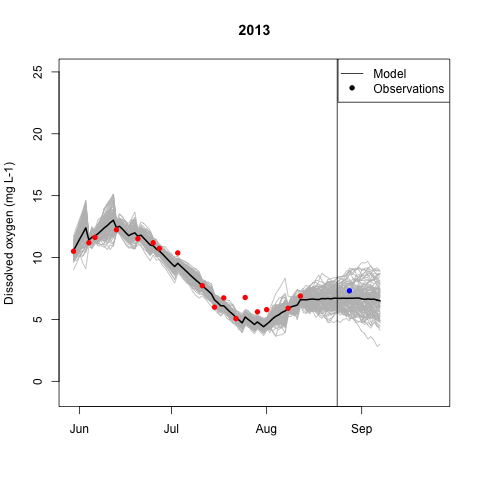 2013
Dissolved oxygen (mg L-1)
25
20
15
10
5
0
Model
Observations
Jun
Jul
Aug
Sep